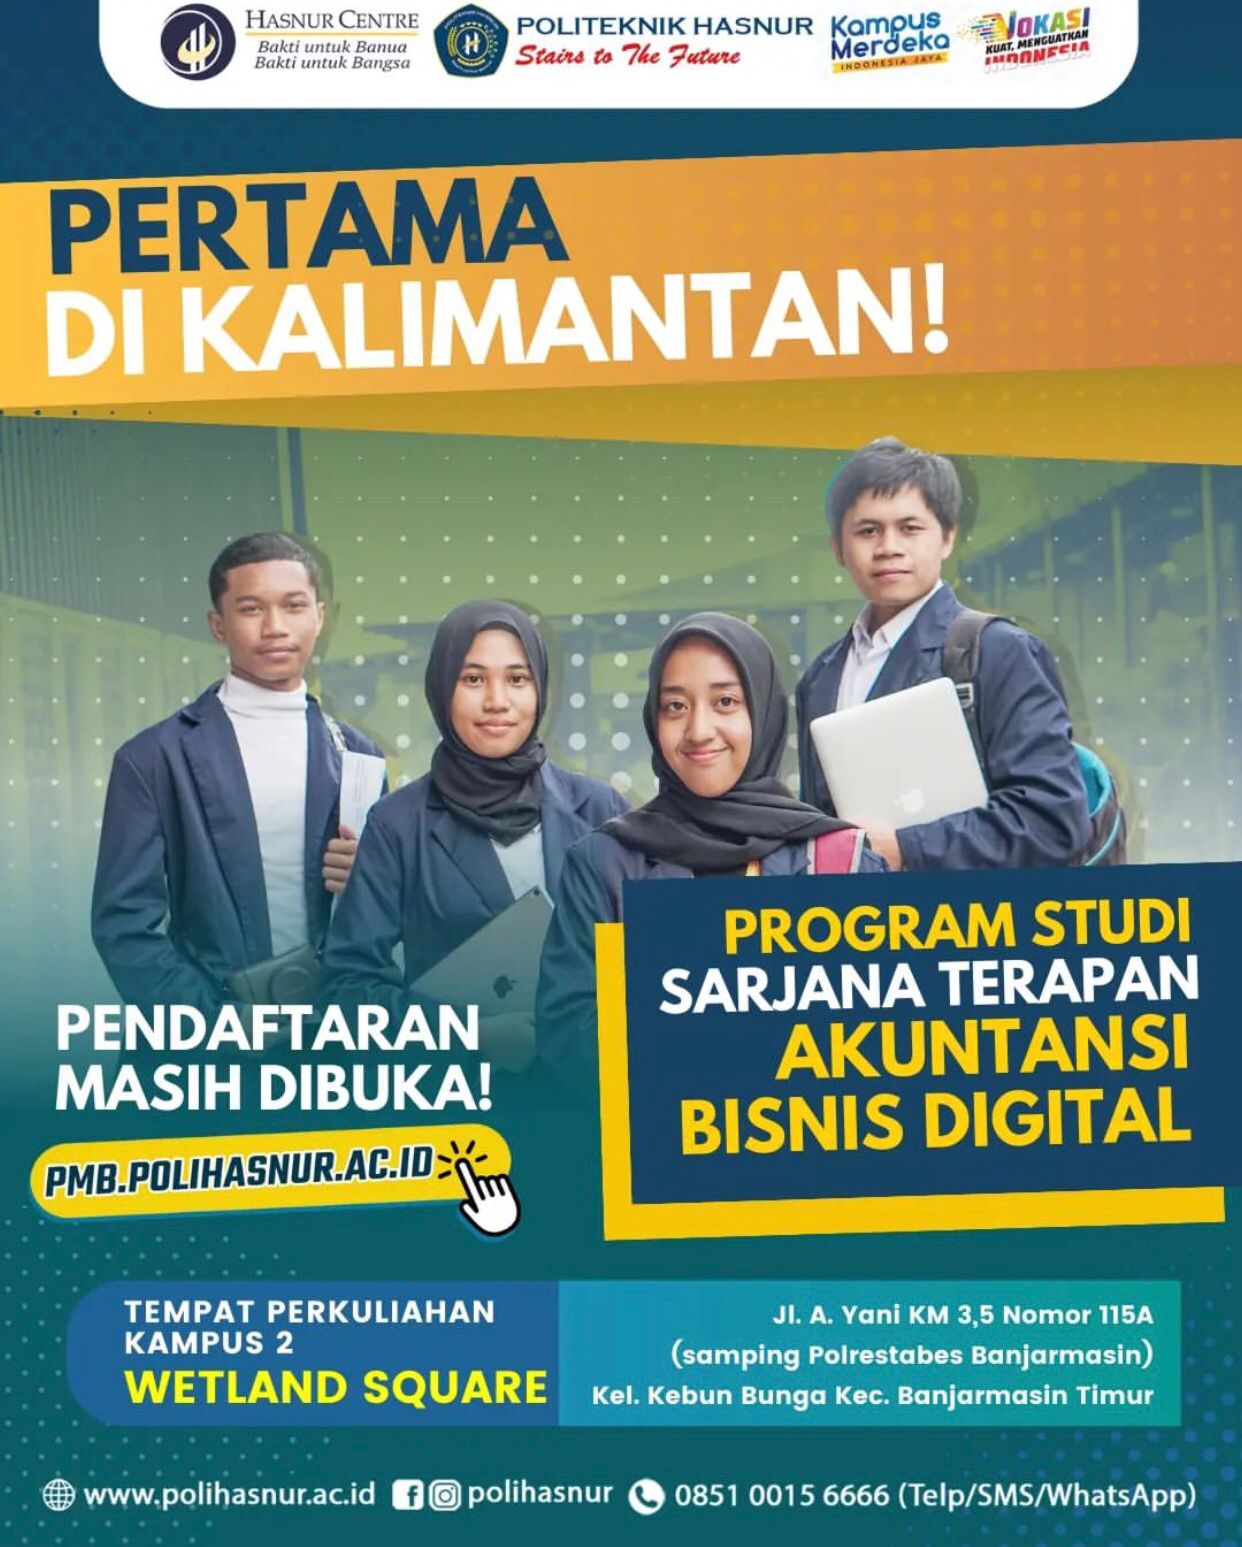 HASNUR CENTRE
Bakti untuk Banua
Bakti untuk Bangsa
POLITEKNIK HASNUR
Stairs to The Future
Kampus
Merdeka
INDONESIA JAYA
VOKASI
KUAT, MENGUATKAN
INDONESIA
PERTAMA
DI KALIMANTAN!
PROGRAM STUDI
SARJANA TERAPAN
AKUNTANSI
BISNIS DIGITAL
PENDAFTARAN
MASIH DIBUKA!
PMB.POLIHASNUR.AC.ID
TEMPAT PERKULIAHAN
KAMPUS 2
WETLAND SQUARE
Jl. A. Yani KM 3,5 Nomor 115A
(samping Polrestabes Banjarmasin)
Kel. Kebun Bunga Kec. Banjarmasin Timur
www.polihasnur.ac.id polihasnur 0851 0015 6666 (Telp/SMS/WhatsApp)